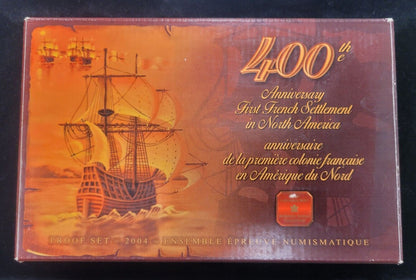 400th
e
Anniversary
First French Settlement
in North America
anniversaire
de la première colonie française
en Amérique du Nord
PROOF SET - 2004 - ENSEMBLE ÉPREUVE NUMISMATIQUE